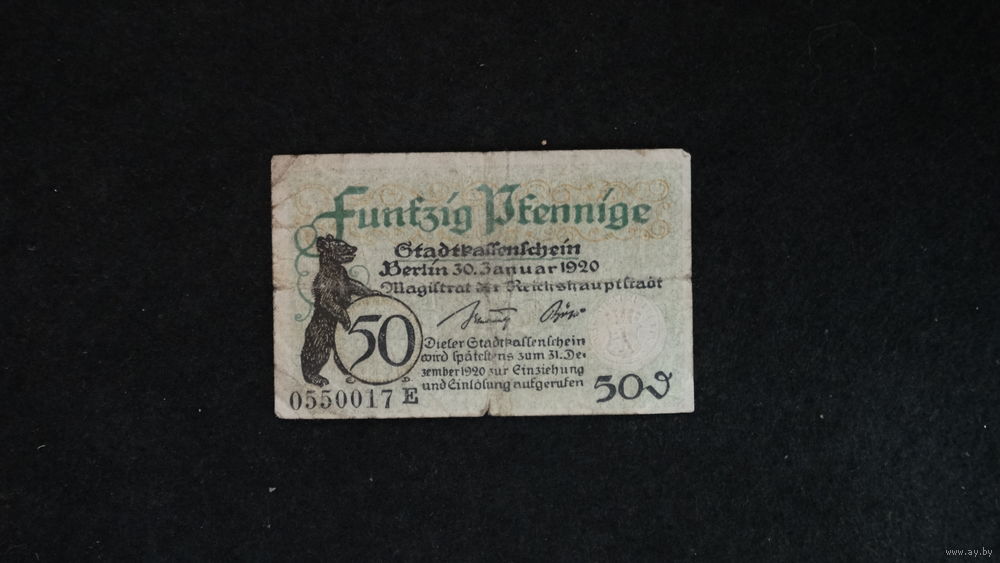 Funfzig Pfennige
Stadtkassenschein
Berlin 30. Januar 1920
Magistrat der Reichshauptstadt
50
Dieser Stadtkassenschein
wird spätestens zum 31. De-
zember 1920 zur Einziehung
und Einlösung aufgerufen
0550017 E
50₰
www.ay.by